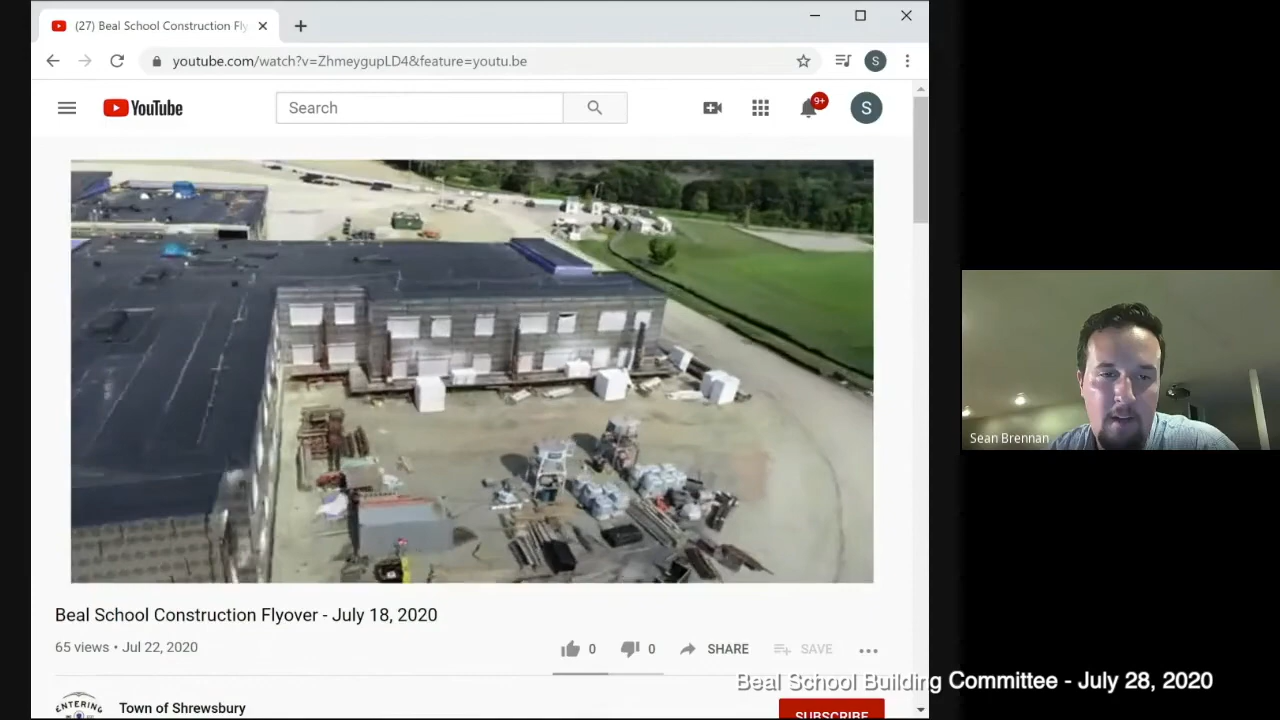 (27) Beal School Construction Fly
youtube.com/watch?v=ZhmeygupLD4&feature=youtu.be
S
YouTube
Search
9+
S
Sean Brennan
Beal School Construction Flyover - July 18, 2020
65 views • Jul 22, 2020
0
0
SHARE
SAVE
Beal School Building Committee - July 28, 2020
ENTERING
Town of Shrewsbury
SUBSCRIBE